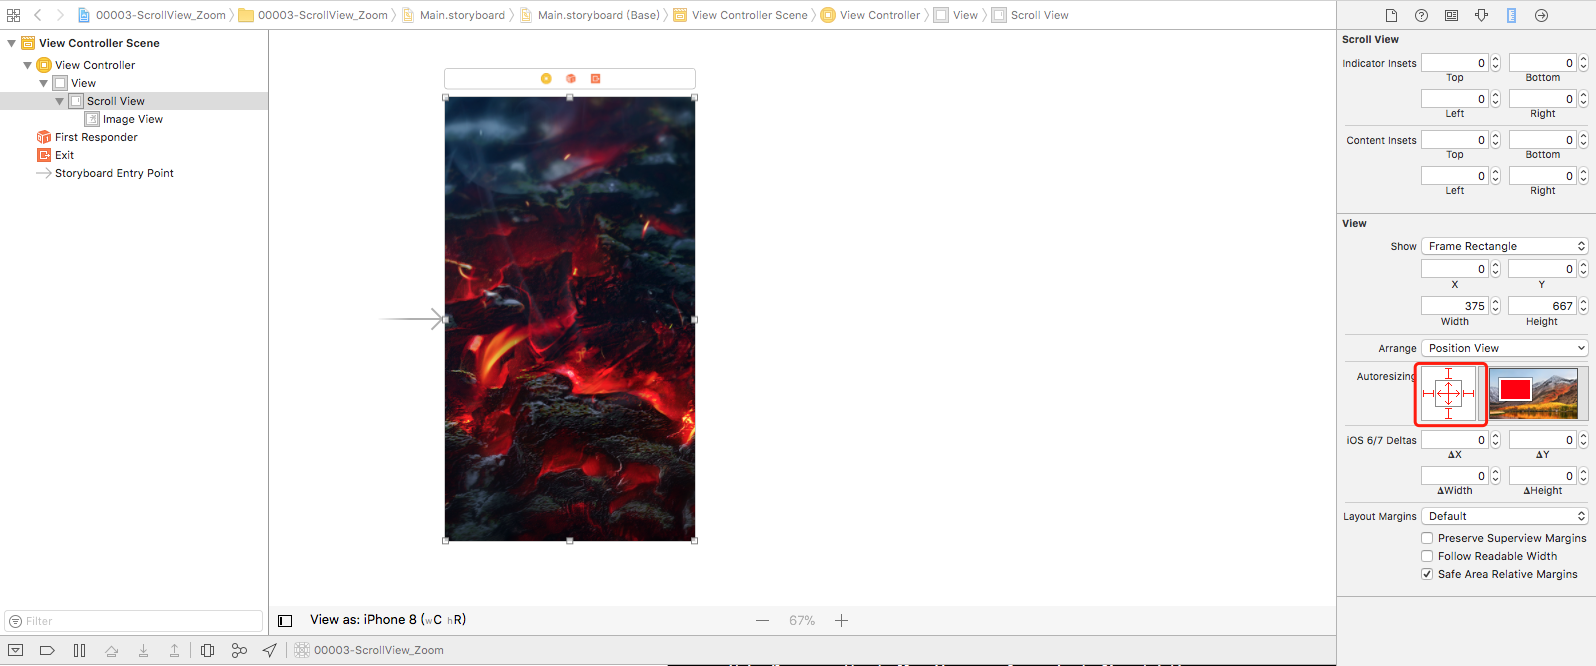 00003-ScrollView_Zoom
00003-ScrollView_Zoom
Main.storyboard
Main.storyboard (Base)
View Controller Scene
View Controller
View
Scroll View
View Controller Scene
View Controller
View
Scroll View
Image View
First Responder
Exit
Storyboard Entry Point
Filter
View as: iPhone 8 (wC hR)
67%
00003-ScrollView_Zoom
Scroll View
Indicator Insets
0
0
Top
Bottom
0
0
Left
Right
Content Insets
0
0
Top
Bottom
0
0
Left
Right
View
Show
Frame Rectangle
0
0
X
Y
375
667
Width
Height
Arrange
Position View
Autoresizing
iOS 6/7 Deltas
0
0
ΔX
ΔY
0
0
ΔWidth
ΔHeight
Layout Margins
Default
Preserve Superview Margins
Follow Readable Width
Safe Area Relative Margins